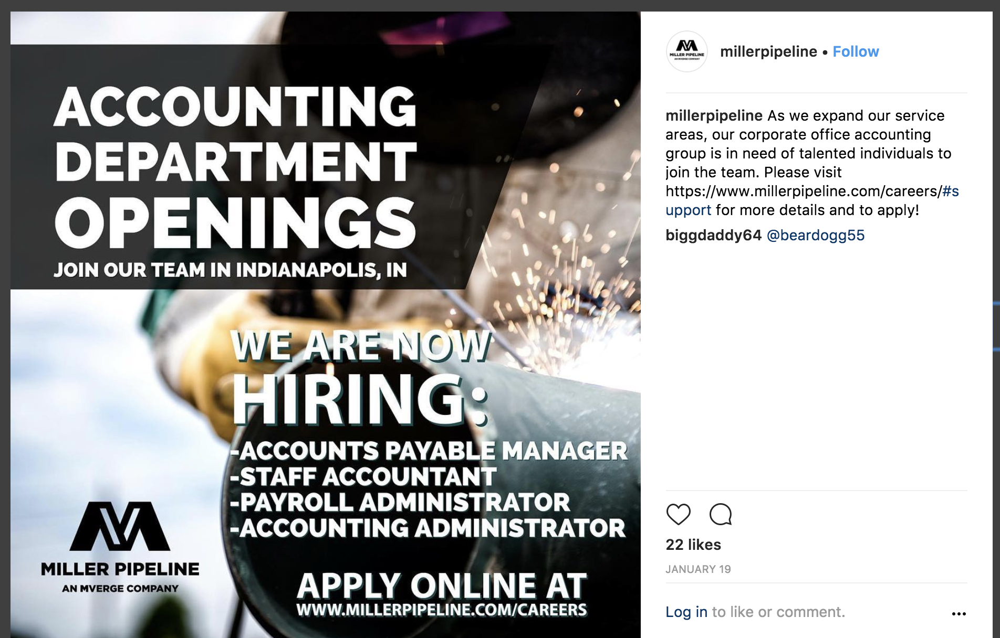 ACCOUNTING
DEPARTMENT
OPENINGS
JOIN OUR TEAM IN INDIANAPOLIS, IN
WE ARE NOW
HIRING:
-ACCOUNTS PAYABLE MANAGER
-STAFF ACCOUNTANT
-PAYROLL ADMINISTRATOR
-ACCOUNTING ADMINISTRATOR
MILLER PIPELINE
AN MVERGE COMPANY
APPLY ONLINE AT
WWW.MILLERPIPELINE.COM/CAREERS
MILLER PIPELINE
AN MVERGE COMPANY
millerpipeline • Follow
millerpipeline As we expand our service
areas, our corporate office accounting
group is in need of talented individuals to
join the team. Please visit
https://www.millerpipeline.com/careers/#s
upport for more details and to apply!
biggdaddy64 @beardogg55
22 likes
JANUARY 19
Log in to like or comment.